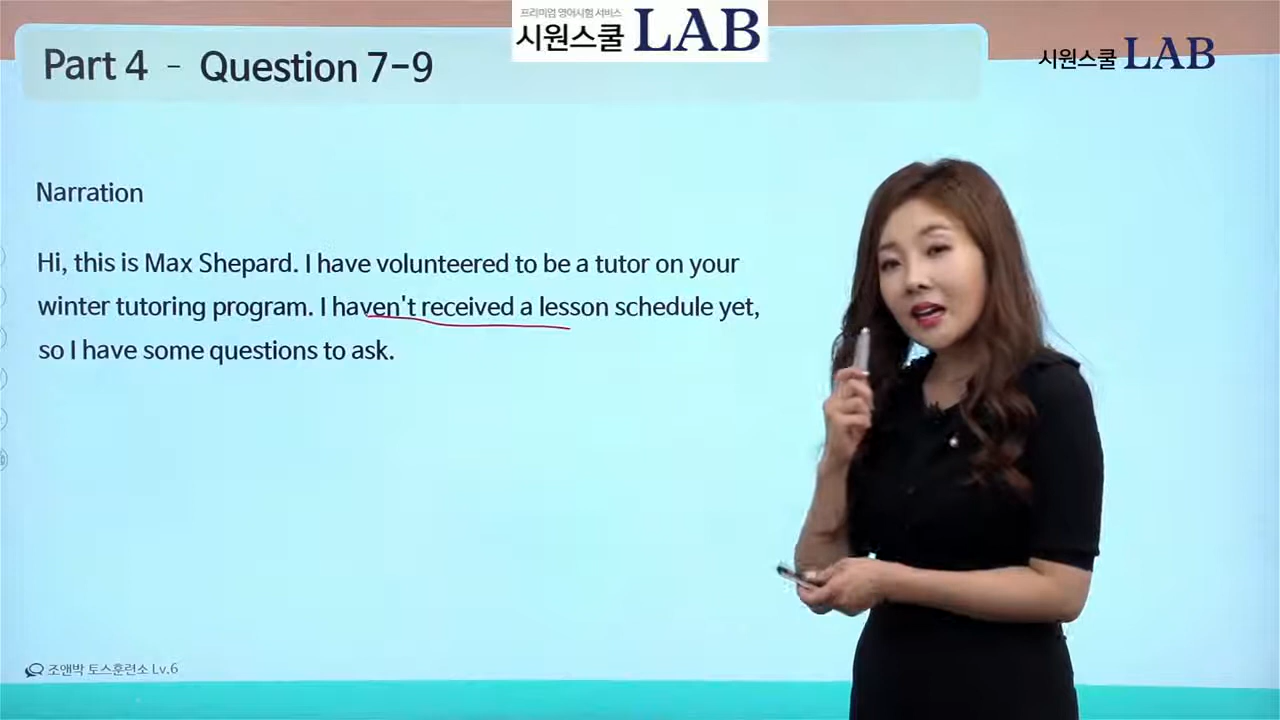 프리미엄 영어시험 서비스
시원스쿨 LAB
시원스쿨 LAB
Part 4 - Question 7-9
Narration
Hi, this is Max Shepard. I have volunteered to be a tutor on your
winter tutoring program. I haven't received a lesson schedule yet,
so I have some questions to ask.
조앤박 토스훈련소 Lv.6